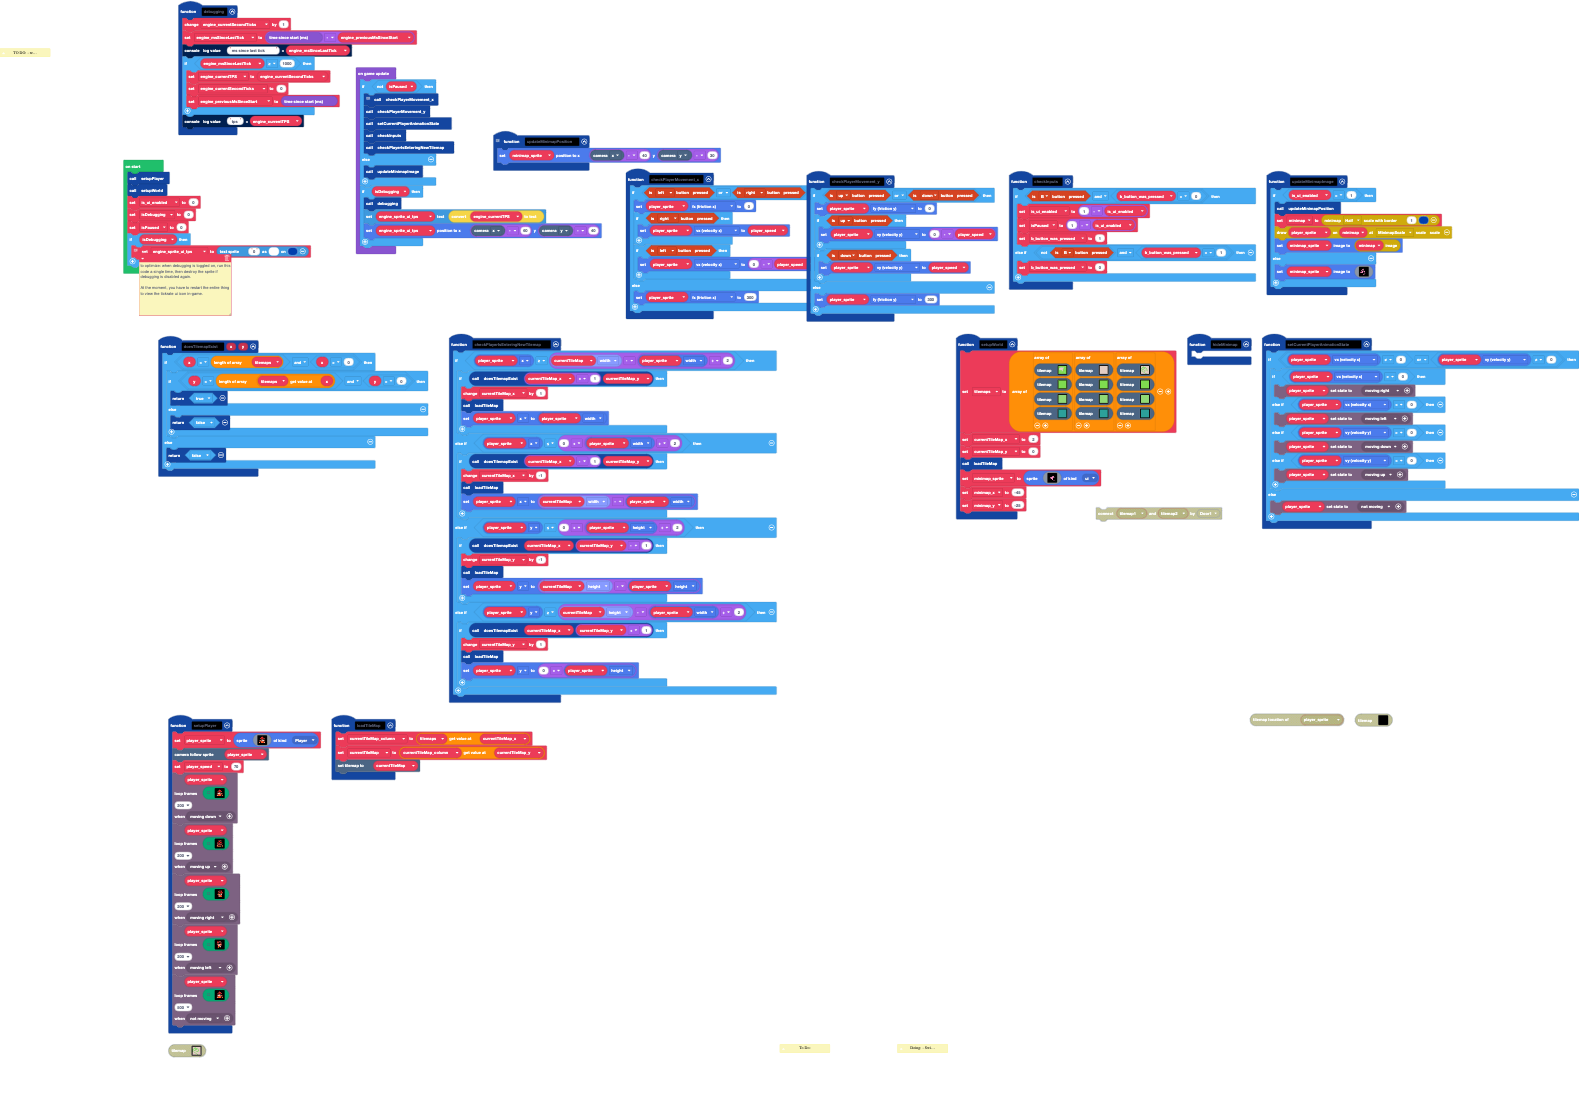 TO DO : w...
function debugging
change engine_currentSecondTicks by 1
set engine_msSinceLastTick to time since start (ms) - engine_previousMsSinceStart
console log value ms since last tick = engine_msSinceLastTick
if engine_msSinceLastTick ≥ 1000 then
set engine_currentTPS to engine_currentSecondTicks
set engine_currentSecondTicks to 0
set engine_previousMsSinceStart to time since start (ms)
console log value tps = engine_currentTPS
on game update
if not isPaused then
call checkPlayerMovement_x
call checkPlayerMovement_y
call setCurrentPlayerAnimationState
call checkInputs
call checkPlayerIsEnteringNewTilemap
else
call updateMinimapImage
if isDebugging then
call debugging
set engine_sprite_ui_tps text convert engine_currentTPS to text
set engine_sprite_ui_tps position to x camera x - 60 y camera y - 60
function updateMinimapPosition
set minimap_sprite position to x camera x - 40 y camera y - 30
on start
call setupPlayer
call setupWorld
set is_ui_enabled to 0
set isDebugging to 0
set isPaused to 0
if isDebugging then
set engine_sprite_ui_tps to text sprite
to optimize: when debugging is toggled on, run this code a single time, then destroy the sprite if debugging is disabled again.
At the moment, you have to restart the entire thing to view the tickrate or icon in game.
function checkPlayerMovement_x
if is left button pressed or is right button pressed
set player_sprite fx (friction x) to 0
if is right button pressed then
set player_sprite vx (velocity x) to player_speed
if is left button pressed then
set player_sprite vx (velocity x) to 0 - player_speed
else
set player_sprite fx (friction x) to 300
function checkPlayerMovement_y
if is up button pressed or is down button pressed then
set player_sprite fy (friction y) to 0
if is up button pressed then
set player_sprite vy (velocity y) to 0 - player_speed
if is down button pressed then
set player_sprite vy (velocity y) to player_speed
else
set player_sprite fy (friction y) to 300
function checkInputs
if is B button pressed and b_button_was_pressed = 0 then
set is_ui_enabled to 1 - is_ui_enabled
set isPaused to 1 - is_ui_enabled
set b_button_was_pressed to
else if not is B button pressed and b_button_was_pressed = 1 then
set b_button_was_pressed to 0
function updateMinimapImage
if is_ui_enabled = 1 then
call updateMinimapPosition
set minimap to minimap Half scale with border 1
draw player_sprite on minimap at MinimapScale scale scale
set minimap_sprite image to minimap image
else
set minimap_sprite image to
function doesTilemapExist x y
if x < length of array tilemaps and x ≥ 0 then
if y < length of array tilemaps get value at x and y ≥ 0 then
return true
else
return false
else
return false
function checkPlayerIsEnteringNewTilemap
if player_sprite x > currentTileMap width - player_sprite width ÷ 2 then
if call doesTilemapExist currentTileMap_x + 1 currentTileMap_y then
change currentTileMap_x by 1
call loadTileMap
set player_sprite x to player_sprite width
else if player_sprite x < 0 + player_sprite width ÷ 2 then
if call doesTilemapExist currentTileMap_x - 1 currentTileMap_y then
change currentTileMap_x by -1
call loadTileMap
set player_sprite x to currentTileMap width - player_sprite width
else if player_sprite y < 0 + player_sprite height ÷ 2 then
if call doesTilemapExist currentTileMap_x currentTileMap_y - 1 then
change currentTileMap_y by -1
call loadTileMap
set player_sprite y to currentTileMap height - player_sprite height
else if player_sprite y > currentTileMap height - player_sprite width ÷ 2 then
if call doesTilemapExist currentTileMap_x currentTileMap_y + 1 then
change currentTileMap_y by 1
call loadTileMap
set player_sprite y to 0 + player_sprite height
function setupWorld
set tilemaps to array of
array of array of array of
tilemap tilemap tilemap
tilemap tilemap tilemap
tilemap tilemap tilemap
tilemap tilemap tilemap
set currentTileMap_x to 2
set currentTileMap_y to 0
call loadTileMap
set minimap_sprite to sprite of kind ui
set minimap_x to
set minimap_y to
function
function setCurrentPlayerAnimationState
if player_sprite vx (velocity x) = 0 or player_sprite vy (velocity y) = 0 then
if player_sprite vx (velocity x) > 0 then
player_sprite set state to moving right
else if player_sprite vx (velocity x) < 0 then
player_sprite set state to moving left
else if player_sprite vy (velocity y) > 0 then
player_sprite set state to moving down
else if player_sprite vy (velocity y) < 0 then
player_sprite set state to moving up
else
player_sprite set state to not moving
connect tilemap1 and tilemap2 by Door1
function setupPlayer
set player_sprite to sprite of kind Player
camera follow sprite player_sprite
set player_speed to 70
player_sprite
loop frames
200
when moving down
player_sprite
loop frames
200
when moving up
player_sprite
loop frames
200
when moving right
player_sprite
loop frames
200
when moving left
player_sprite
loop frames
500
when not moving
function loadTileMap
set currentTileMap_column to tilemaps get value at currentTileMap_x
set currentTileMap to currentTileMap_column get value at currentTileMap_y
set tilemap to currentTileMap
tilemap location of player_sprite
tilemap
tilemap
To Do: